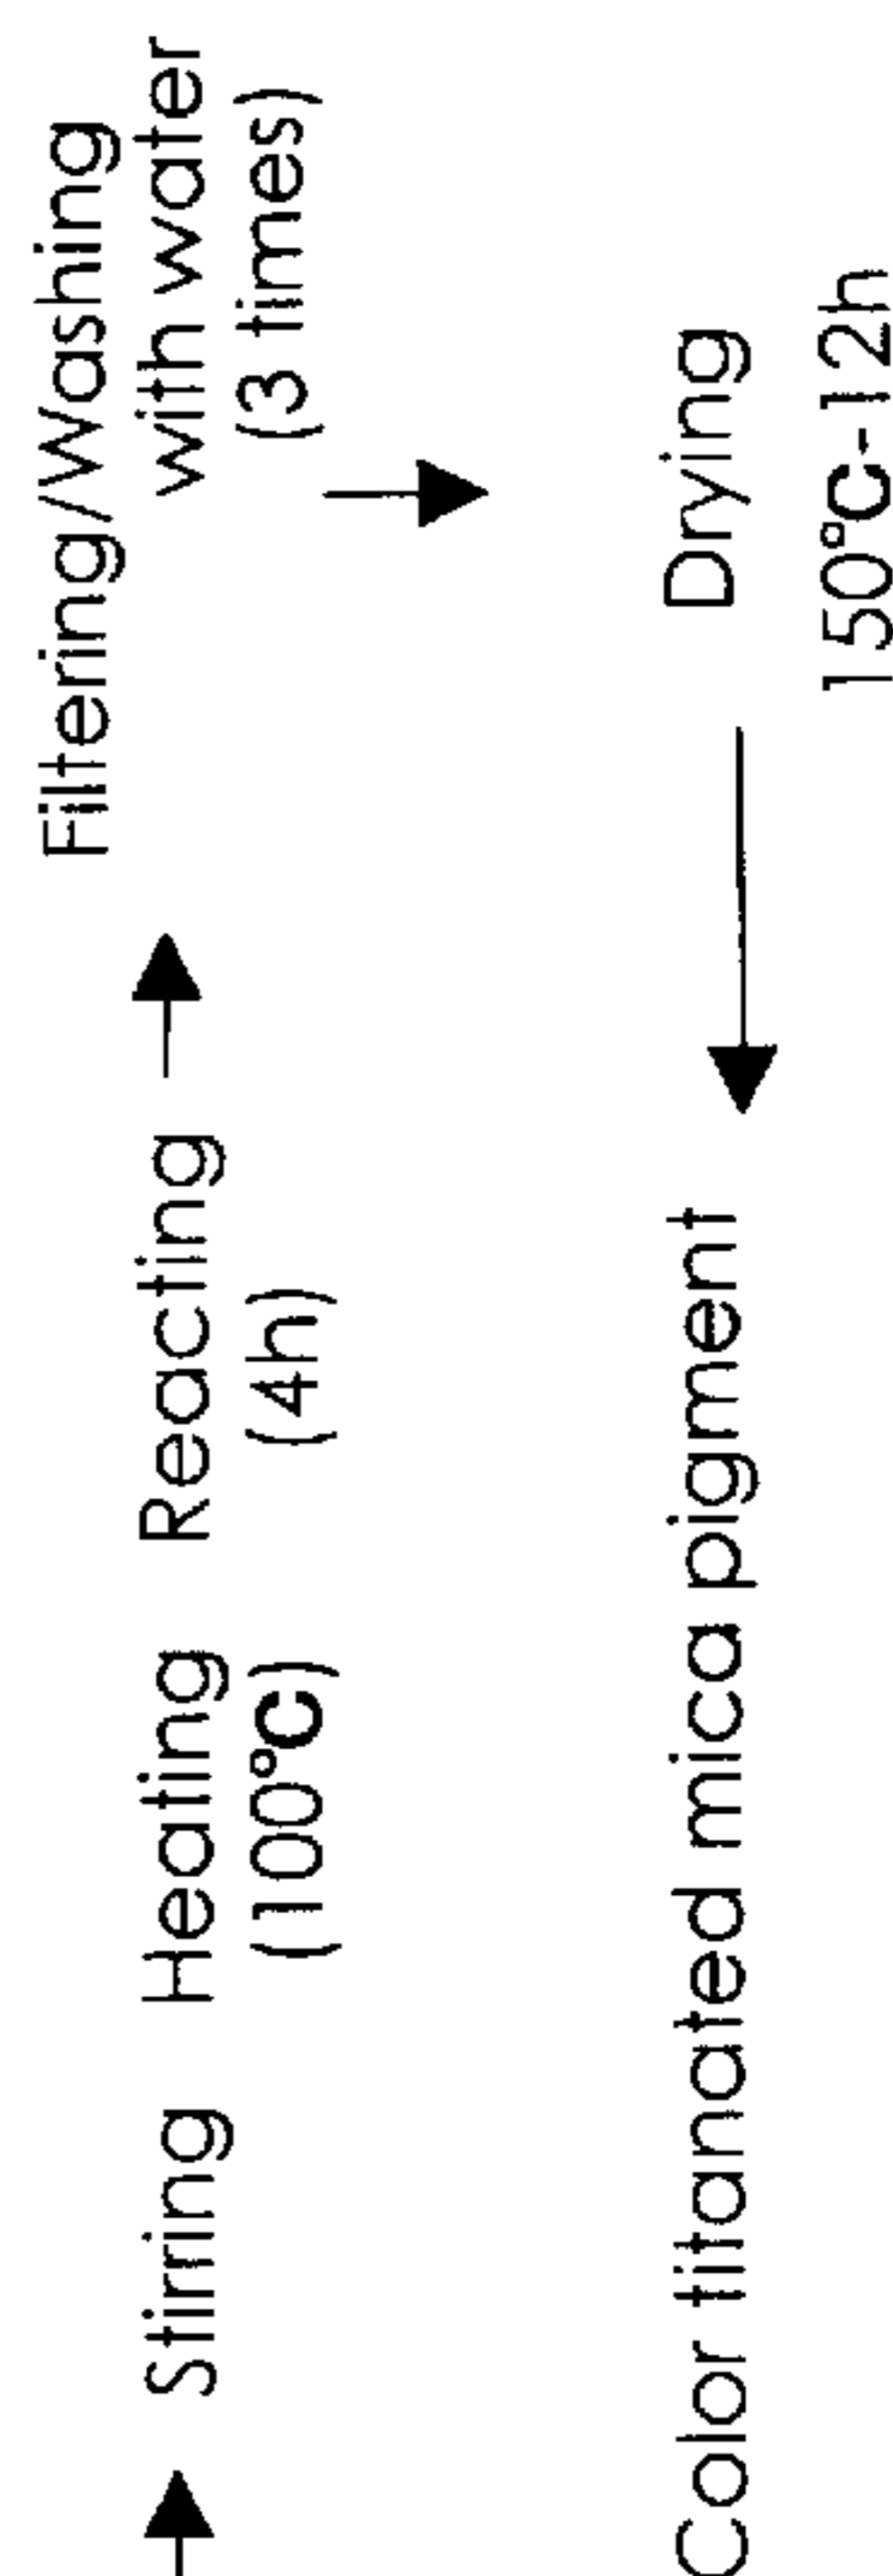 Stirring Heating Reacting
(100°C) (4h)
Filtering/Washing
with water
(3 times)
Drying
150°C-12h
Color titanated mica pigment